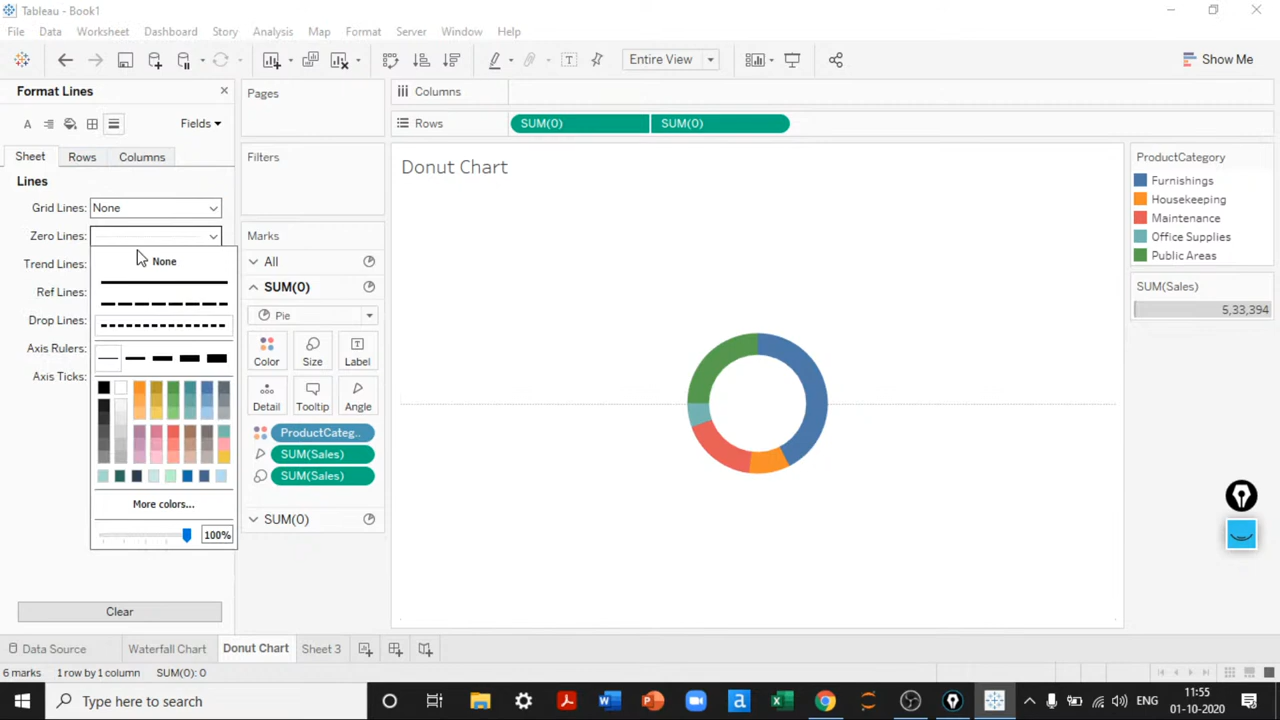 Tableau - Book1
File Data Worksheet Dashboard Story Analysis Map Format Server Window Help
Entire View
Show Me
Format Lines
Fields
Sheet Rows Columns
Lines
Grid Lines: None
Zero Lines:
Trend Lines:
Ref Lines:
Drop Lines:
Axis Rulers:
Axis Ticks:
None
More colors...
100%
Clear
Pages
Filters
Marks
All
SUM(0)
Pie
Color Size Label
Detail Tooltip Angle
ProductCateg..
SUM(Sales)
SUM(Sales)
SUM(0)
Columns
Rows SUM(0) SUM(0)
Donut Chart
ProductCategory
Furnishings
Housekeeping
Maintenance
Office Supplies
Public Areas
SUM(Sales)
5,33,394
Data Source Waterfall Chart Donut Chart Sheet 3
6 marks 1 row by 1 column SUM(0): 0
Type here to search
ENG
11:55
01-10-2020